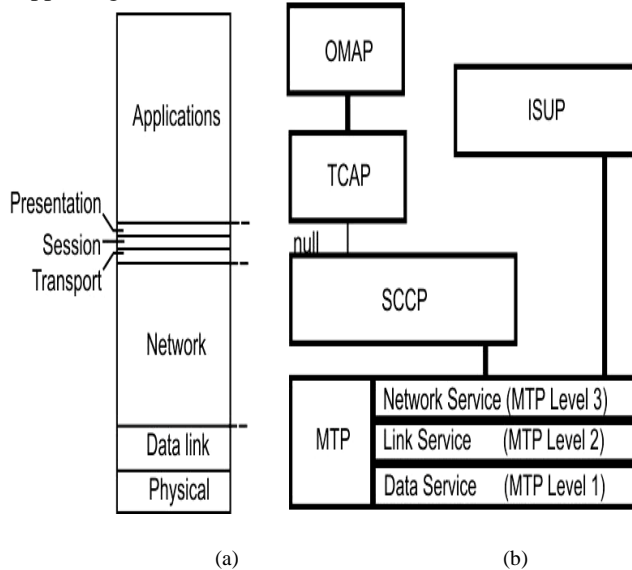 Applications
Presentation
Session
Transport
Network
Data link
Physical
OMAP
ISUP
TCAP
null
SCCP
MTP
Network Service (MTP Level 3)
Link Service (MTP Level 2)
Data Service (MTP Level 1)
(a)
(b)